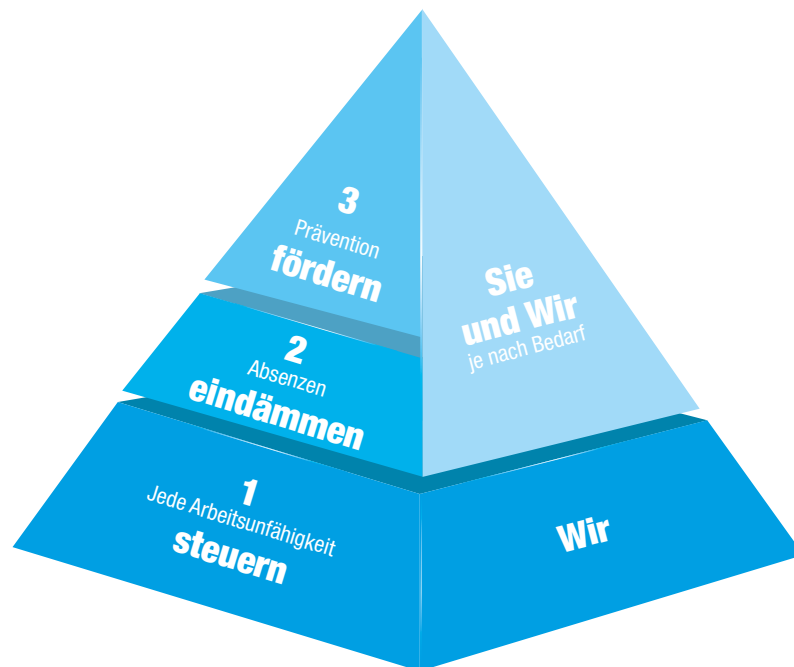 3
Prävention
fördern
Sie
und Wir
je nach Bedarf
2
Absenzen
eindämmen
1
Jede Arbeitsunfähigkeit
steuern
Wir